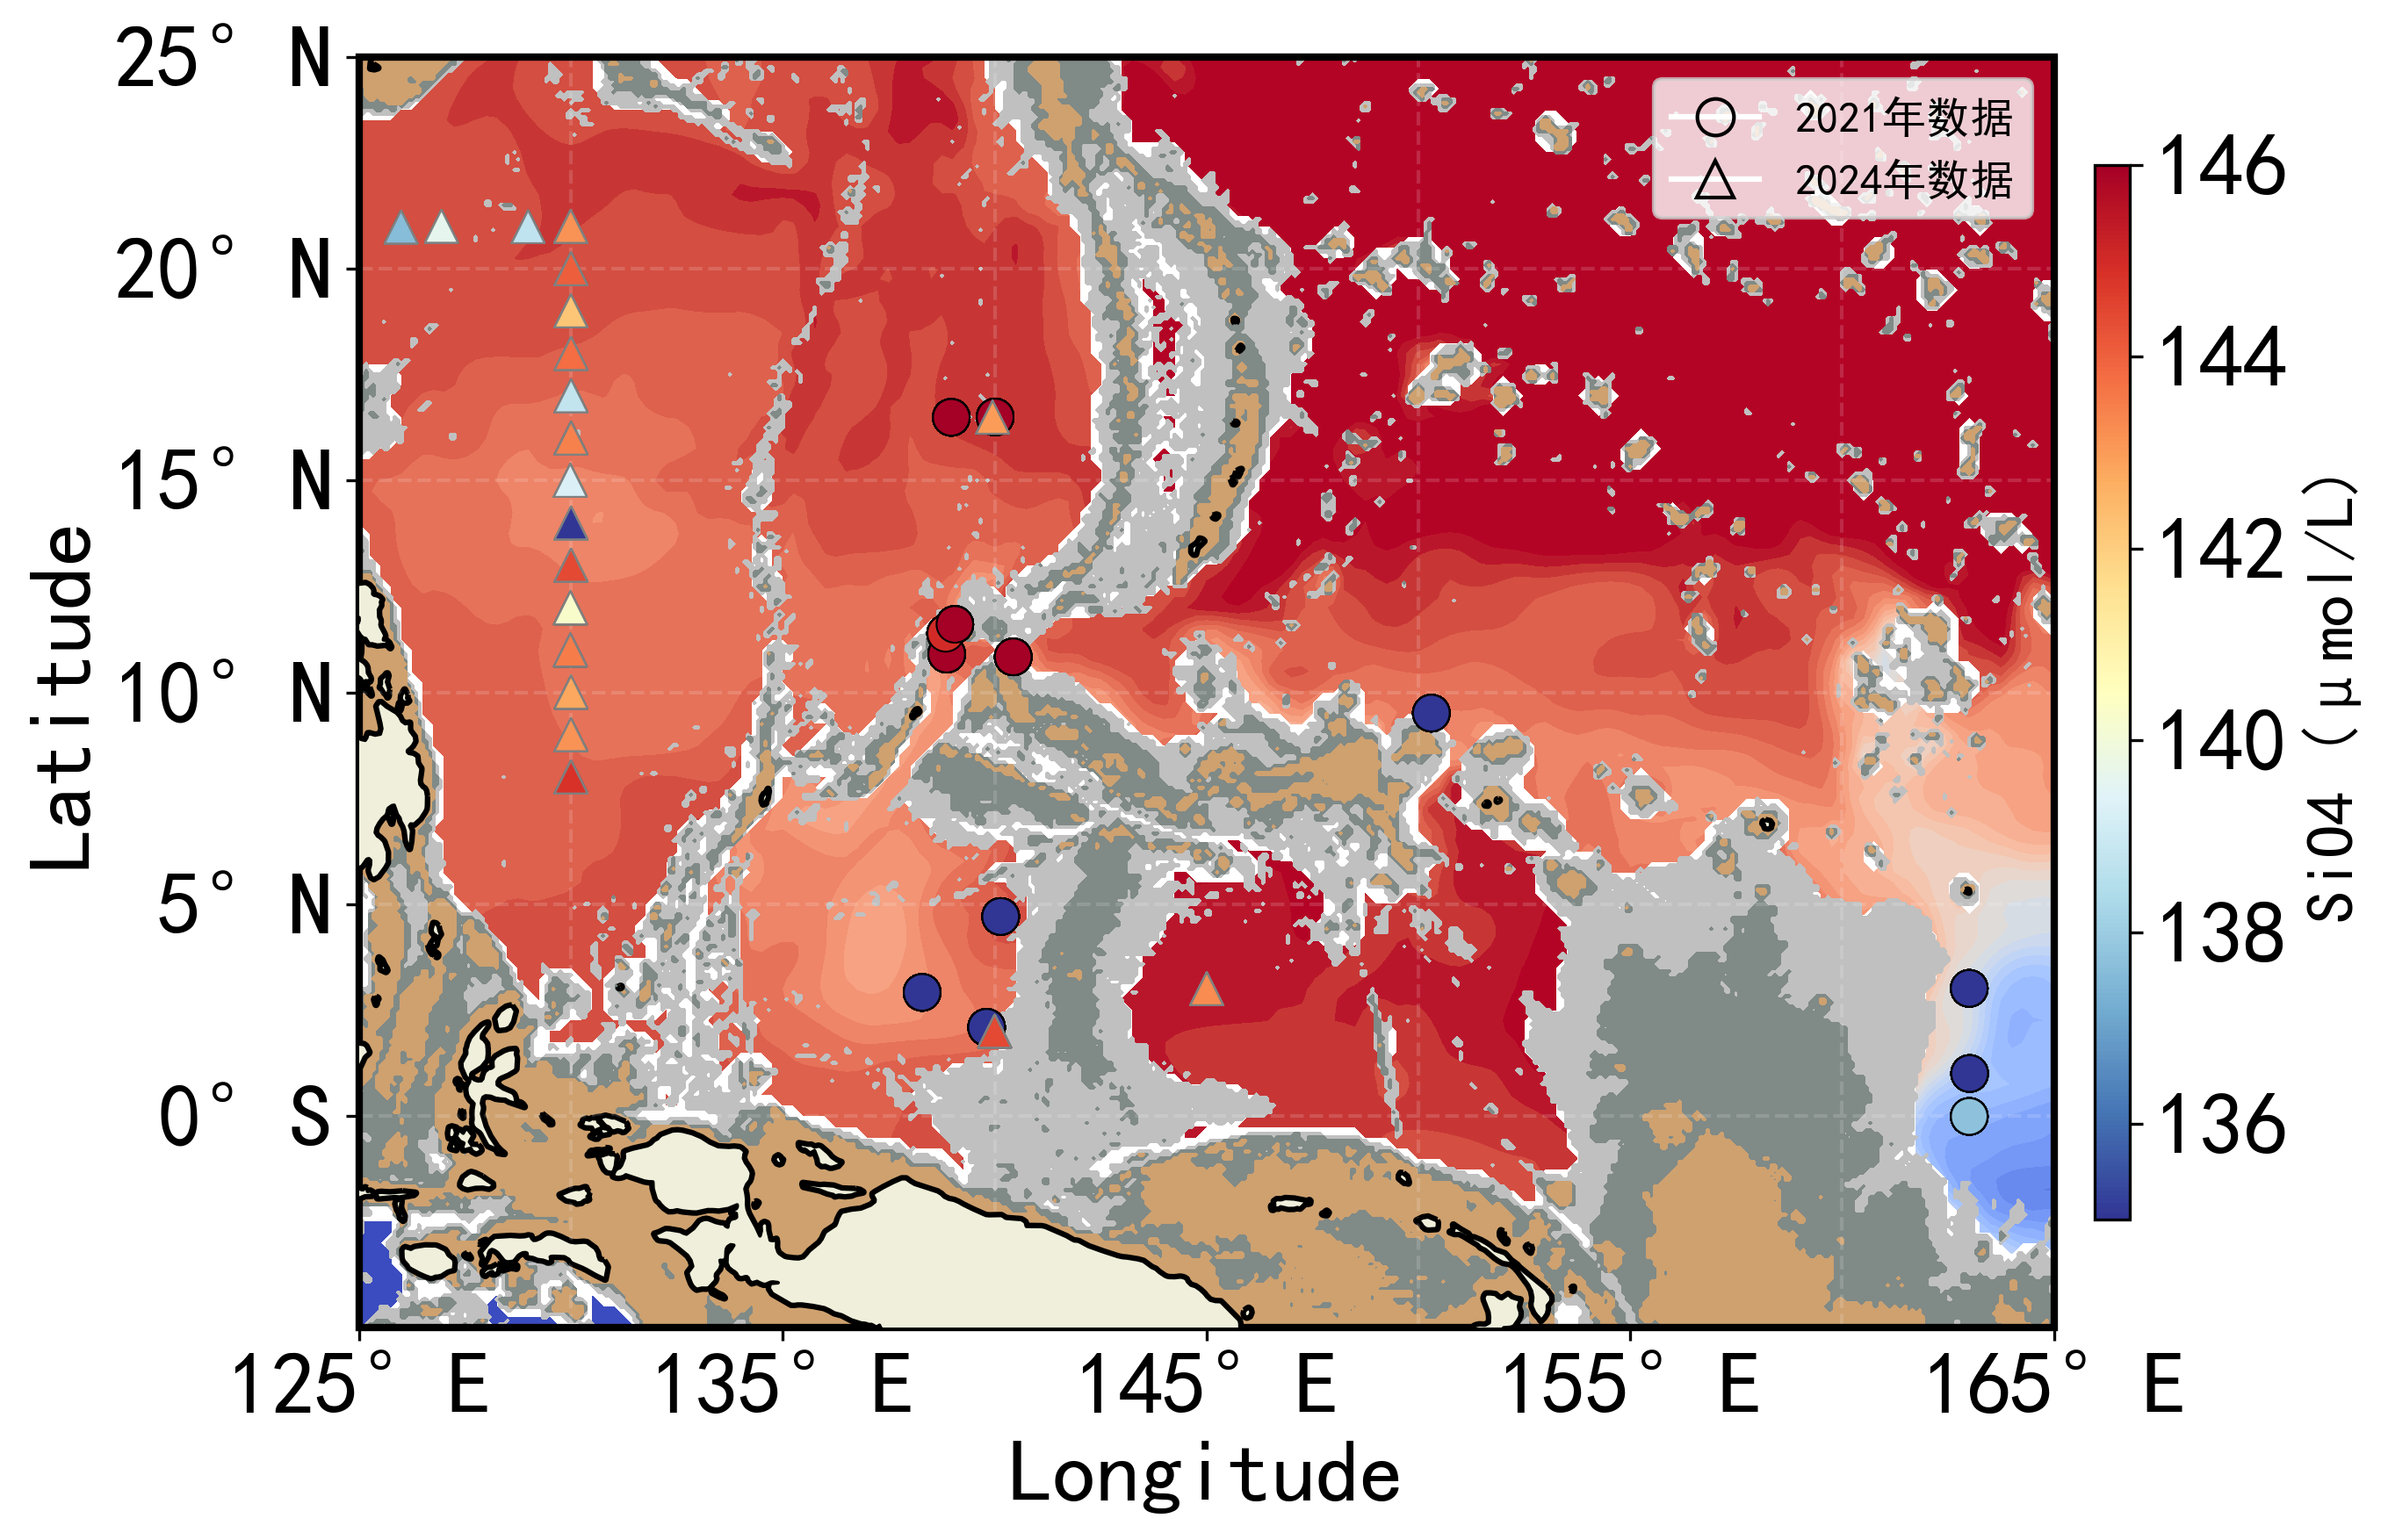 25° N
20° N
15° N
10° N
5° N
0° S
Latitude
125° E
135° E
145° E
155° E
165° E
Longitude
2021年数据
2024年数据
146
144
142
140
138
136
SiO4 (μmol/L)